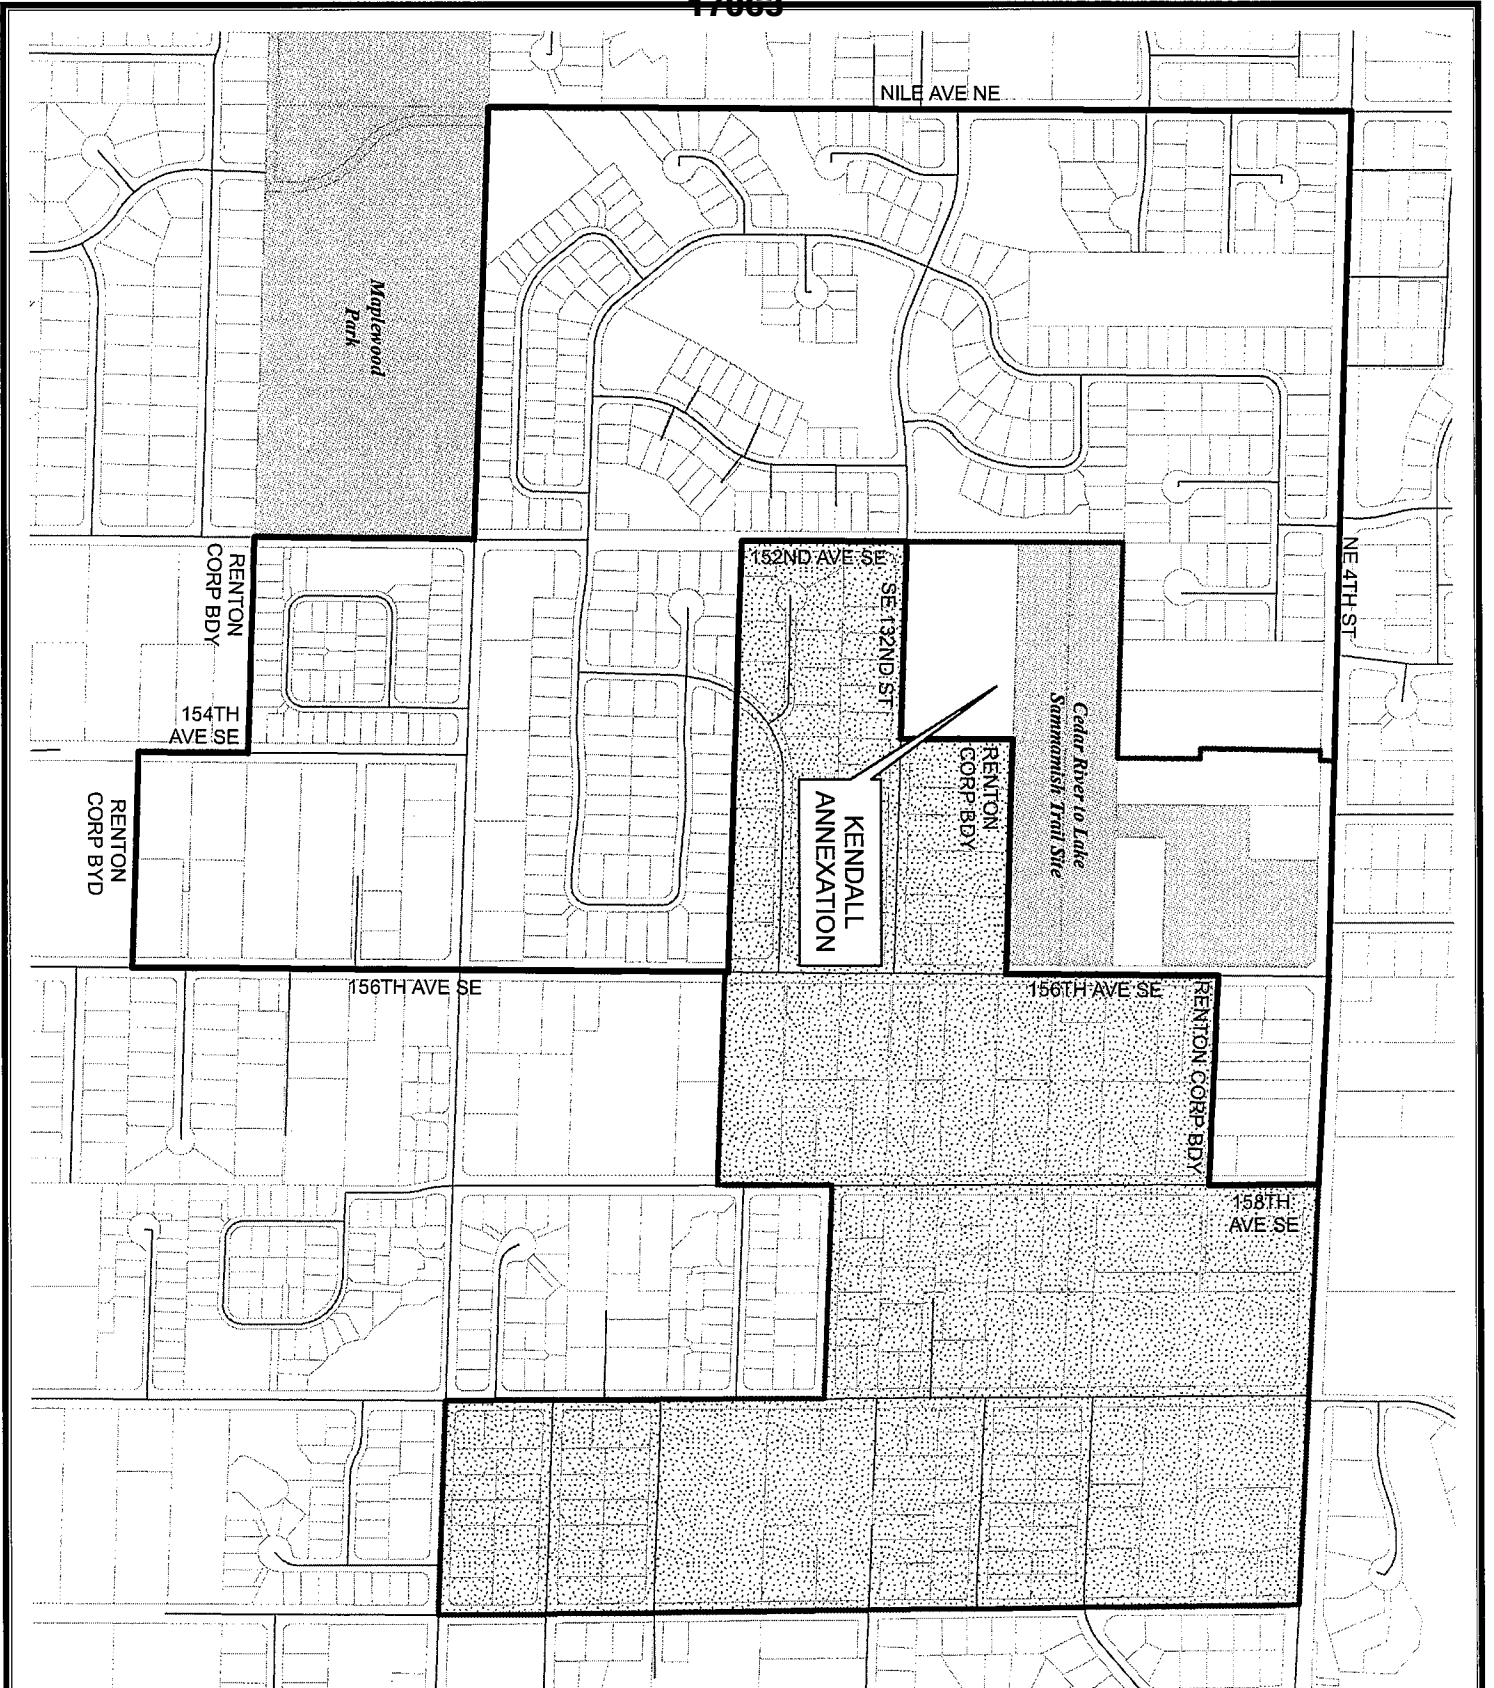 17089
NILE AVE NE
Maplewood
Park
RENTON
CORP BDY
152ND AVE SE
SE 132ND ST
NE 4TH ST
154TH
AVE SE
Cedar River to Lake
Sammamish Trail Site
RENTON
CORP BDY
KENDALL
ANNEXATION
RENTON
CORP BYD
156TH AVE SE
156TH AVE SE
RENTON CORP BDY
158TH
AVE SE